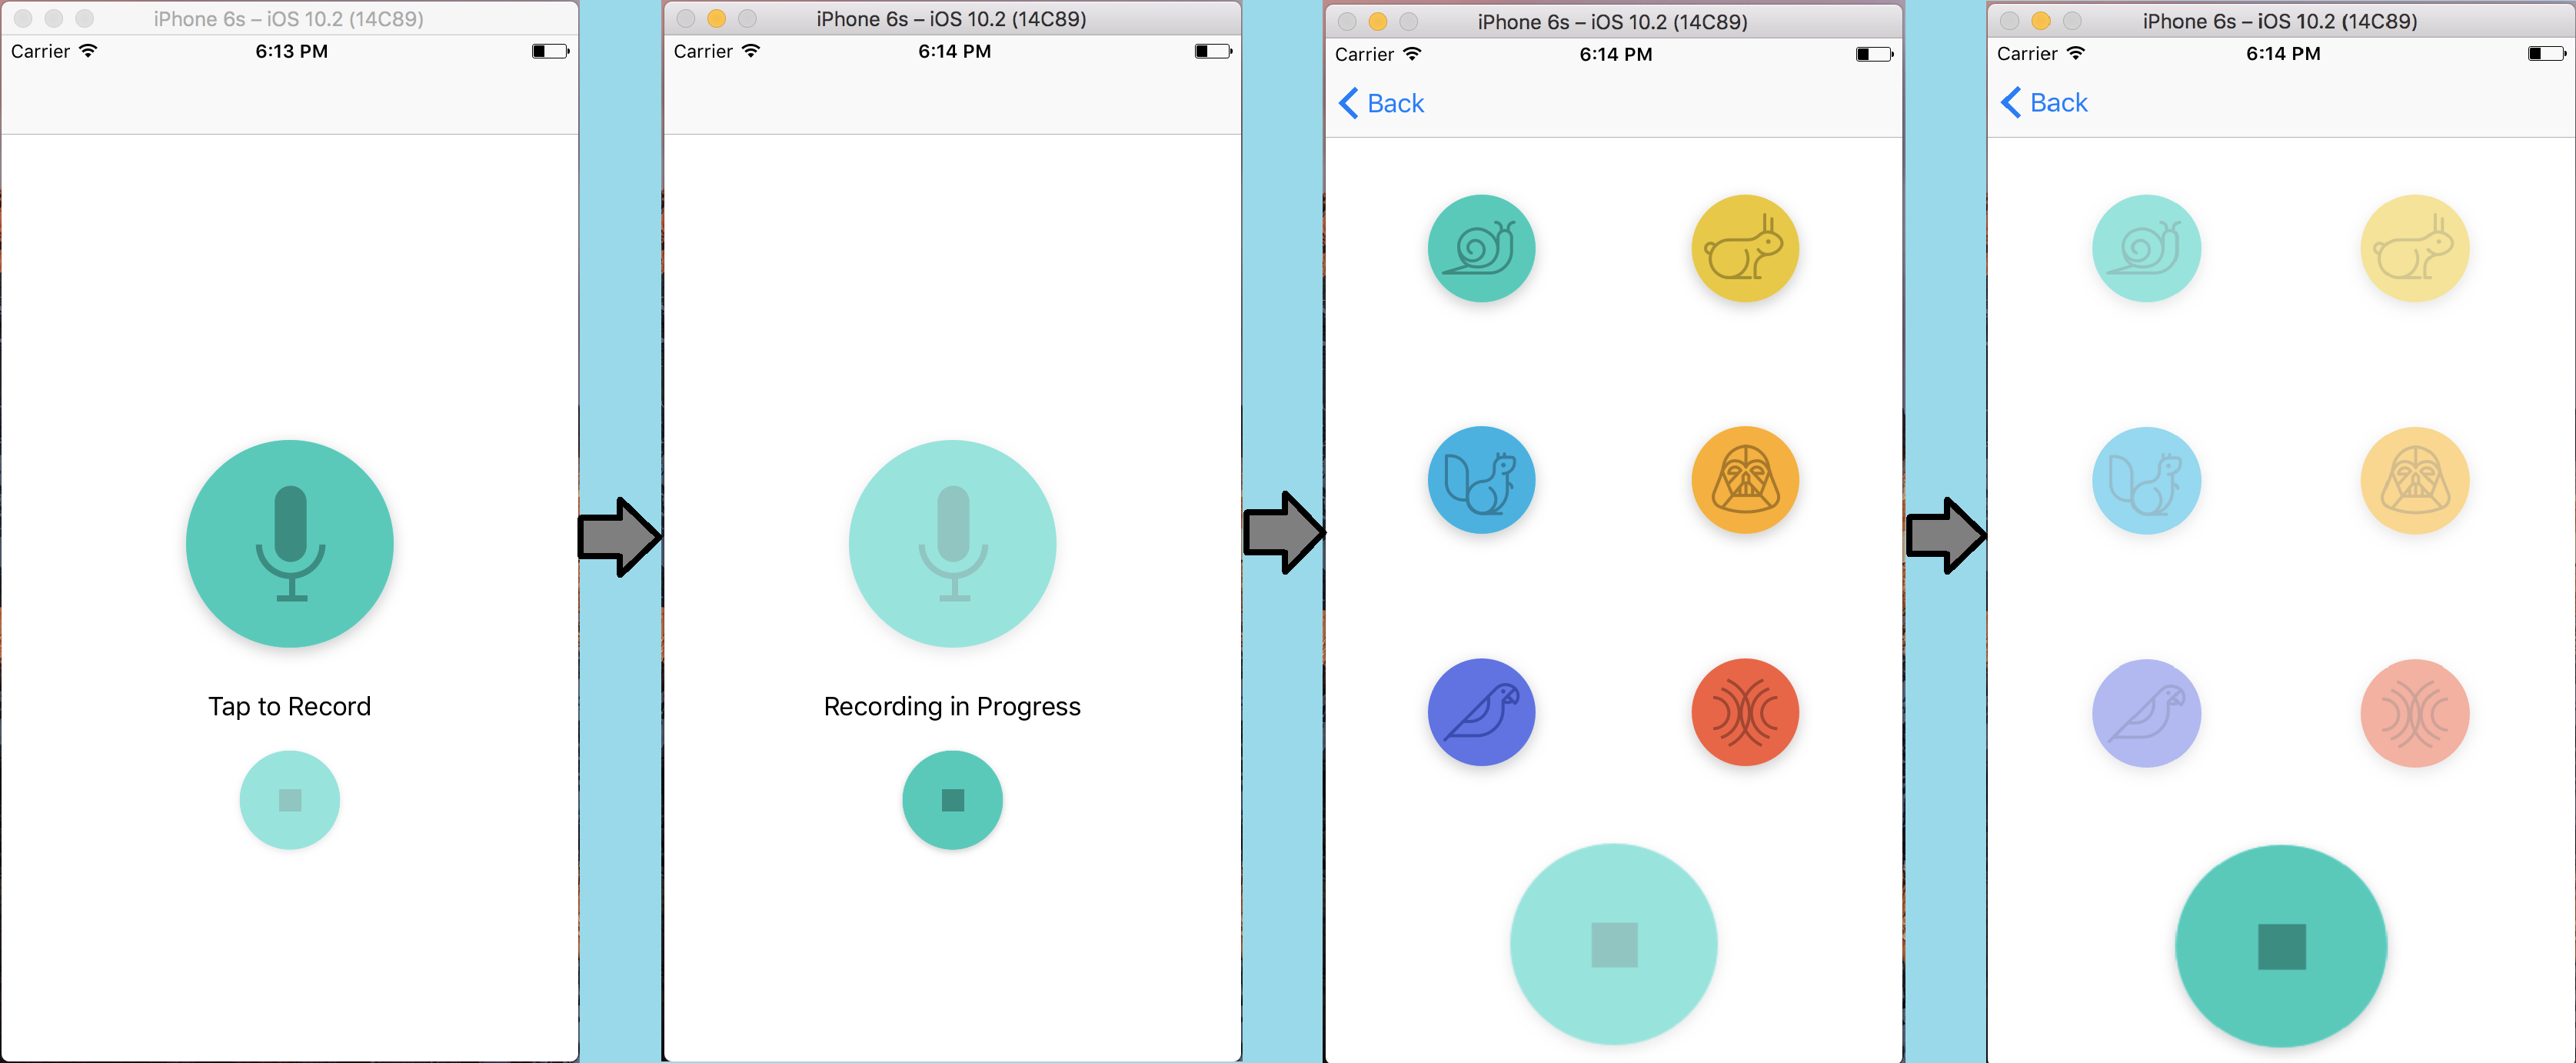 iPhone 6s – iOS 10.2 (14C89)
Carrier 6:13 PM
Tap to Record
iPhone 6s – iOS 10.2 (14C89)
Carrier 6:14 PM
Recording in Progress
iPhone 6s – iOS 10.2 (14C89)
Carrier 6:14 PM
Back
iPhone 6s – iOS 10.2 (14C89)
Carrier 6:14 PM
Back